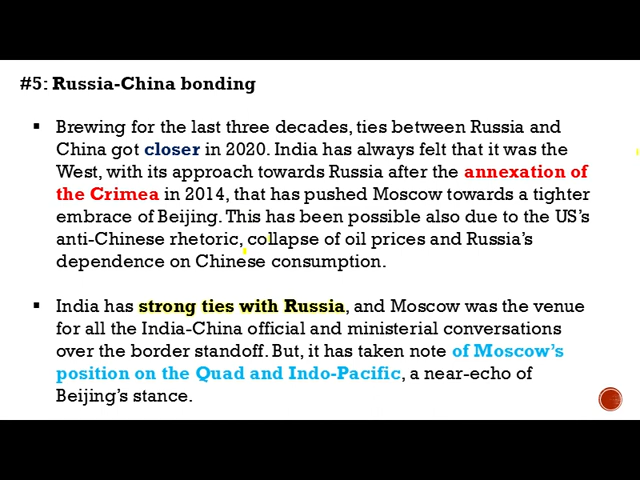 #5: Russia-China bonding
▪ Brewing for the last three decades, ties between Russia and
China got closer in 2020. India has always felt that it was the
West, with its approach towards Russia after the annexation of
the Crimea in 2014, that has pushed Moscow towards a tighter
embrace of Beijing. This has been possible also due to the US's
anti-Chinese rhetoric, collapse of oil prices and Russia's
dependence on Chinese consumption.
▪ India has strong ties with Russia, and Moscow was the venue
for all the India-China official and ministerial conversations
over the border standoff. But, it has taken note of Moscow's
position on the Quad and Indo-Pacific, a near-echo of
Beijing's stance.